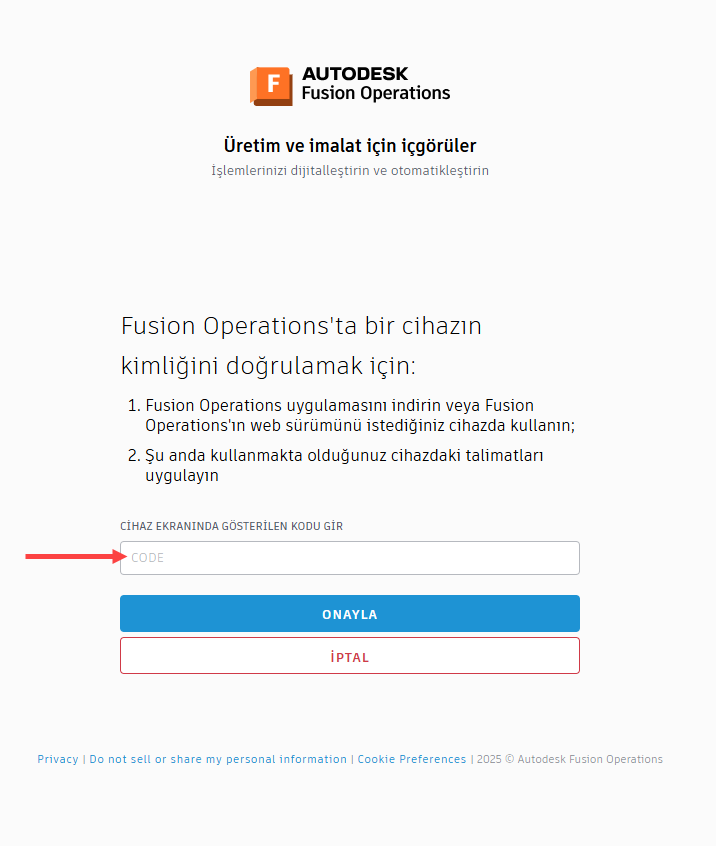 F
AUTODESK
Fusion Operations
Üretim ve imalat için içgörüler
İşlemlerinizi dijitalleştirin ve otomatikleştirin
Fusion Operations'ta bir cihazın
kimliğini doğrulamak için:
1. Fusion Operations uygulamasını indirin veya Fusion
Operations'ın web sürümünü istediğiniz cihazda kullanın;
2. Şu anda kullanmakta olduğunuz cihazdaki talimatları
uygulayın
CİHAZ EKRANINDA GÖSTERİLEN KODU GİR
CODE
ONAYLA
İPTAL
Privacy | Do not sell or share my personal information | Cookie Preferences | 2025 © Autodesk Fusion Operations